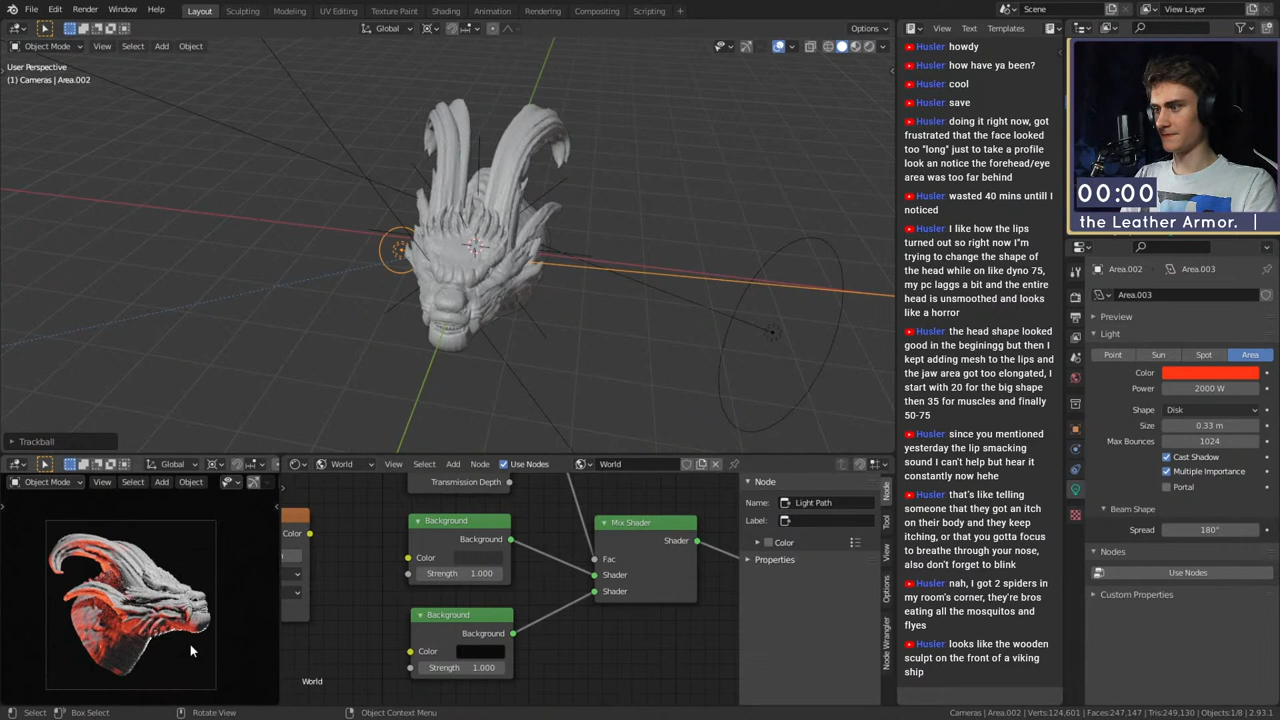 File Edit Render Window Help
Layout Sculpting Modeling UV Editing Texture Paint Shading Animation Rendering Compositing Scripting +
Scene
View Layer
Global
Options
View Text Templates
Object Mode View Select Add Object
User Perspective
(1) Cameras | Area.002
Trackball
Husler howdy
Husler how have ya been?
Husler cool
Husler save
Husler doing it right now, got
frustrated that the face looked
too "long" just to take a profile
look an notice the forehead/eye
area was too far behind
Husler wasted 40 mins untill I
noticed
Husler I like how the lips
turned out so right now I"m
trying to change the shape of
the head while on like dyno 75,
my pc laggs a bit and the entire
head is unsmoothed and looks
like a horror
Husler the head shape looked
good in the beginingg but then I
kept adding mesh to the lips and
the jaw area got too elongated, I
start with 20 for the big shape
then 35 for muscles and finally
50-75
Husler since you mentioned
yesterday the lip smacking
sound I can't help but hear it
constantly now hehe
Husler that's like telling
someone that they got an itch
on their body and they keep
itching, or that you gotta focus
to breathe through your nose,
also don't forget to blink
Husler nah, I got 2 spiders in
my room's corner, they're bros
eating all the mosquitos and
flyes
Husler looks like the wooden
sculpt on the front of a viking
ship
00:00
the Leather Armor. |
Area.002 Area.003
Area.003
Preview
Light
Point Sun Spot Area
Color
Power 2000 W
Shape Disk
Size 0.33 m
Max Bounces 1024
Cast Shadow
Multiple Importance
Portal
Beam Shape
Spread 180°
Nodes
Use Nodes
Custom Properties
Global
Object Mode View Select Add Object
World View Select Add Node Use Nodes World
Transmission Depth
Color
Background
Background
Color
Strength 1.000
Background
Background
Color
Strength 1.000
Mix Shader
Shader
Fac
Shader
Shader
World
Node
Name: Light Path
Label:
Color
Properties
Node
Tool
View
Options
Node Wrangler
Select Box Select Rotate View Object Context Menu
Cameras | Area.002 | Verts:124,601 | Faces:247,147 | Tris:249,130 | Objects:1/8 | 2.93.1